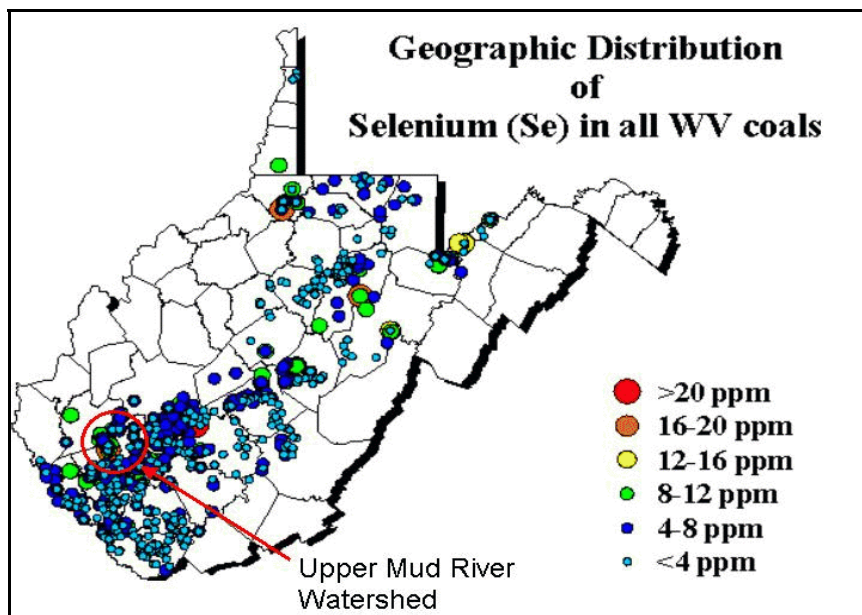 Geographic Distribution
of
Selenium (Se) in all WV coals
>20 ppm
16-20 ppm
12-16 ppm
8-12 ppm
4-8 ppm
<4 ppm
Upper Mud River
Watershed